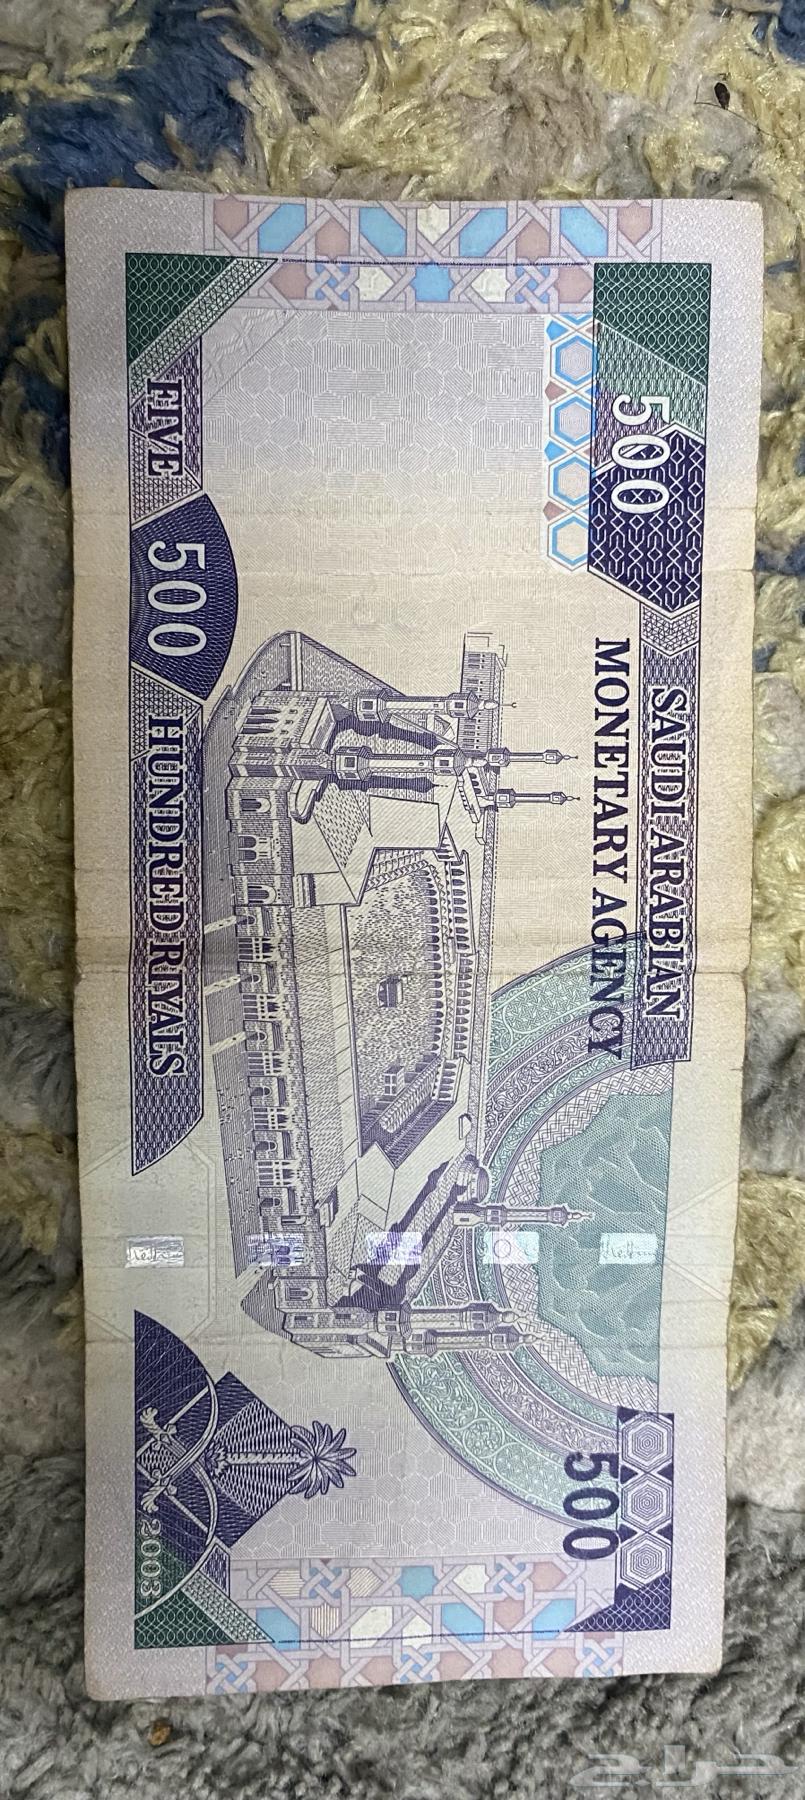 500
SAUDI ARABIAN
MONETARY AGENCY
500
FIVE 500 HUNDRED RIYALS
2003
حراج